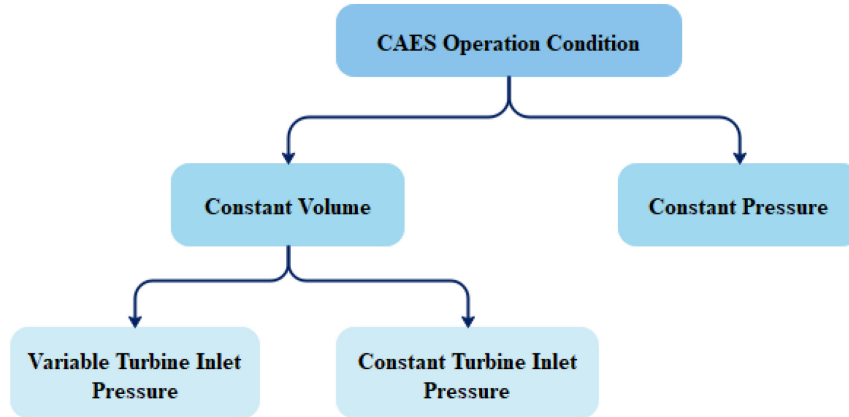 CAES Operation Condition
Constant Volume
Constant Pressure
Variable Turbine Inlet
Pressure
Constant Turbine Inlet
Pressure